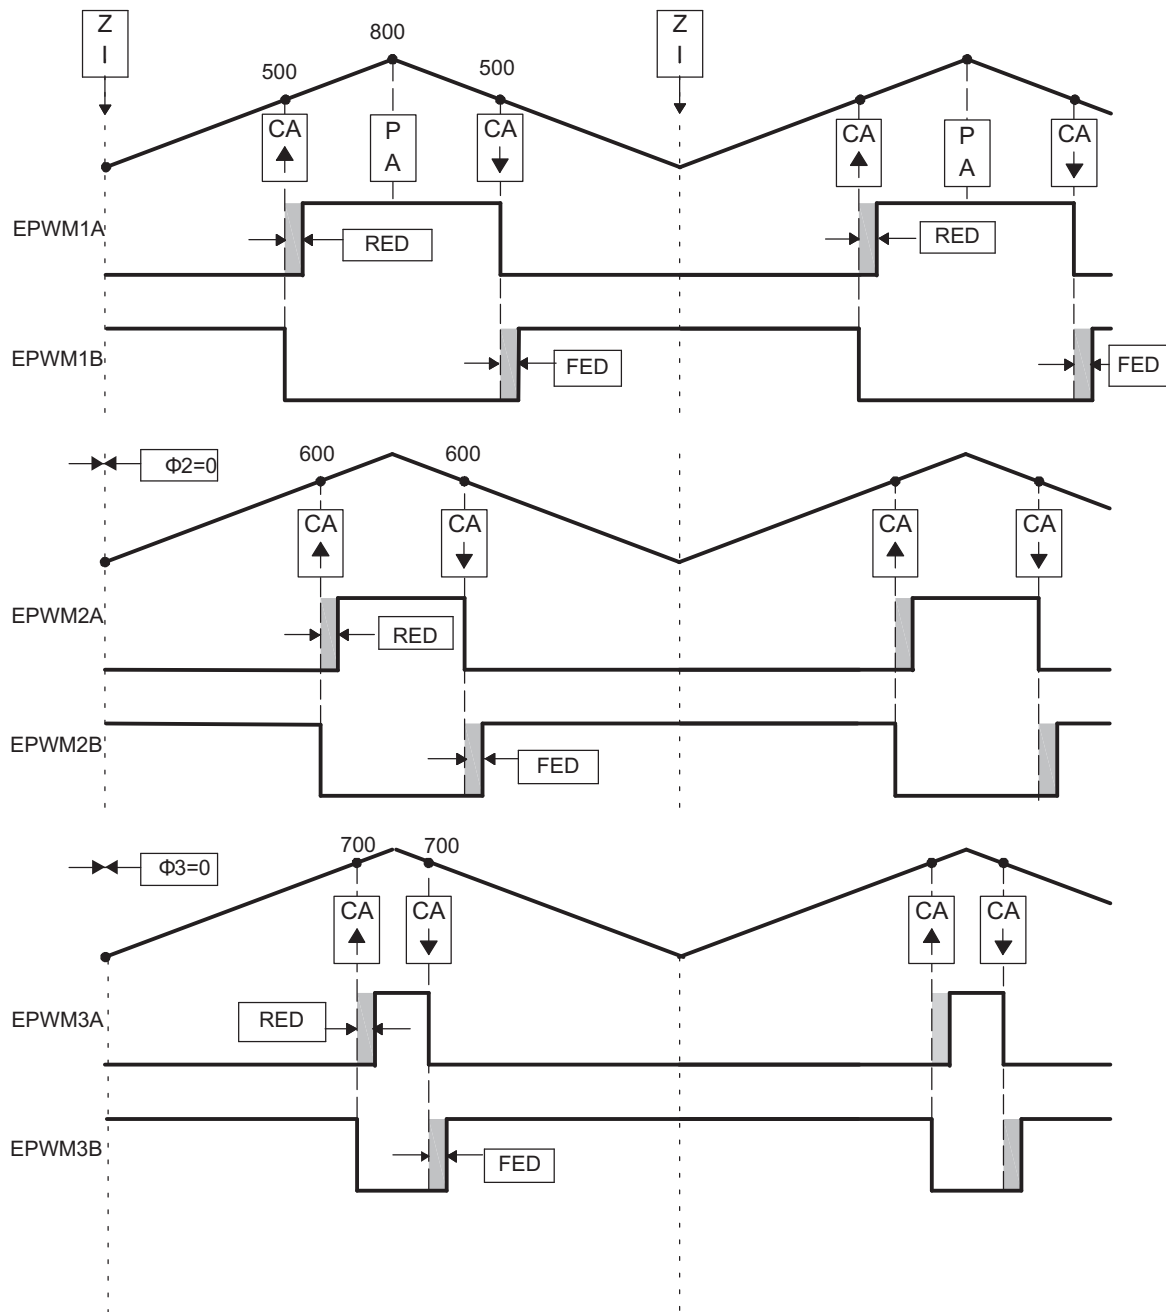 Z
I
800
Z
I
500
500
CA
P
A
CA
CA
P
A
CA
EPWM1A
RED
RED
EPWM1B
FED
FED
Φ2=0
600
600
CA
CA
CA
CA
EPWM2A
RED
EPWM2B
FED
Φ3=0
700
700
CA
CA
CA
CA
EPWM3A
RED
EPWM3B
FED